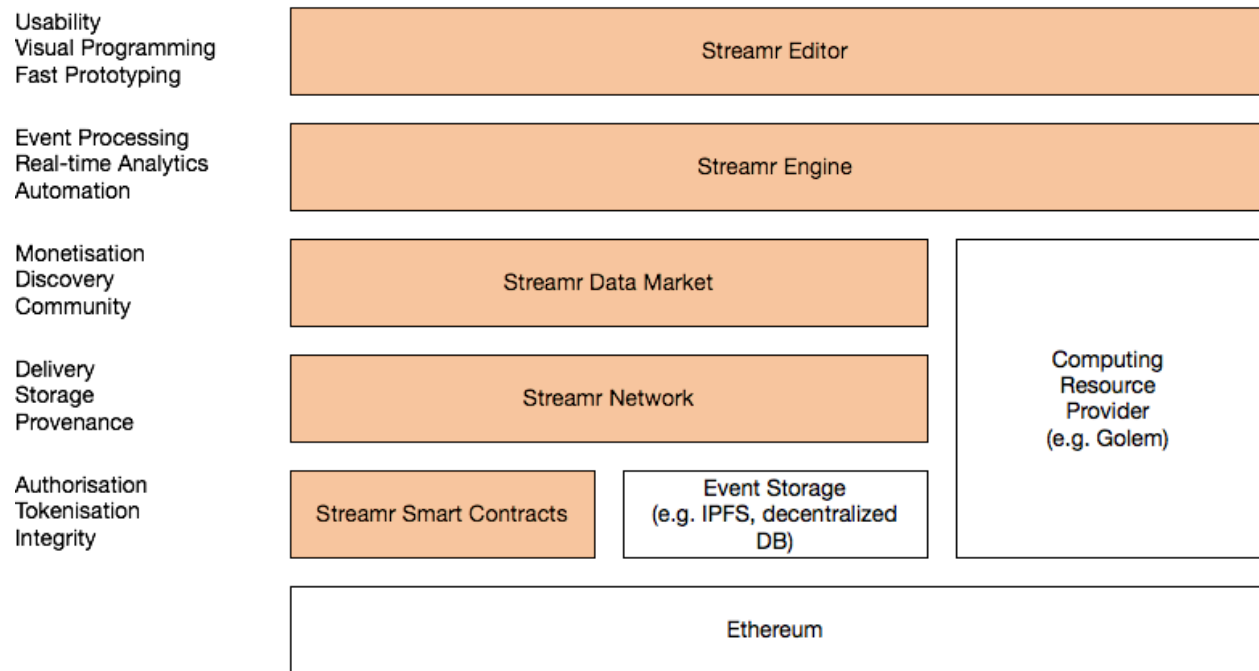 Usability
Visual Programming
Fast Prototyping
Streamr Editor
Event Processing
Real-time Analytics
Automation
Streamr Engine
Monetisation
Discovery
Community
Streamr Data Market
Delivery
Storage
Provenance
Streamr Network
Computing
Resource
Provider
(e.g. Golem)
Authorisation
Tokenisation
Integrity
Streamr Smart Contracts
Event Storage
(e.g. IPFS, decentralized
DB)
Ethereum